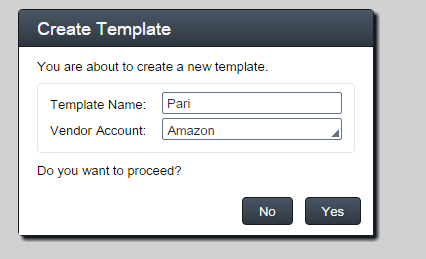 Create Template
You are about to create a new template.
Template Name: Pari
Vendor Account: Amazon
Do you want to proceed?
No Yes